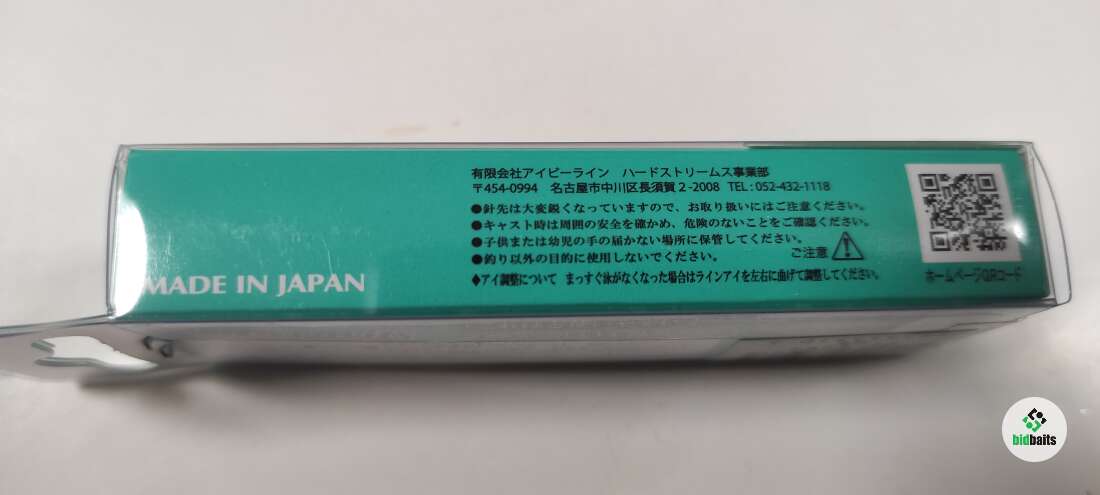 有限会社アイピーライン ハードストリームス事業部
〒454-0994 名古屋市中川区長須賀2-2008 TEL：052-432-1118
●針先は大変鋭くなっていますので、お取り扱いにはご注意ください。
●キャスト時は周囲の安全を確かめ、危険のないことをご確認ください。
●子供または幼児の手の届かない場所に保管してください。
●釣り以外の目的に使用しないでください。
ご注意
♦アイ調整について まっすぐ泳がなくなった場合はラインアイを左右に曲げて調整してください。
MADE IN JAPAN
ホームページQRコード
bidbaits